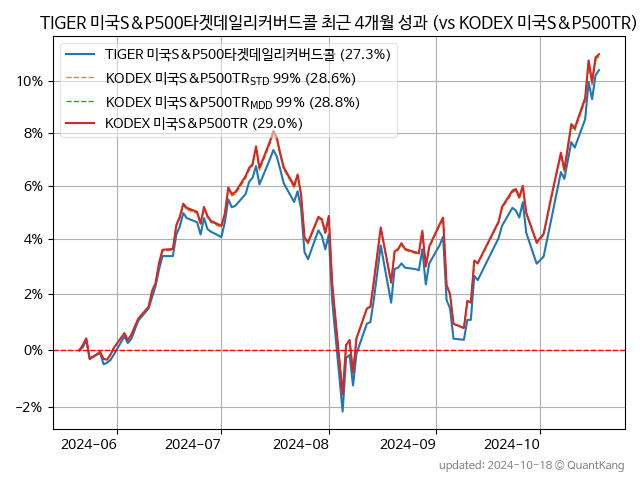 TIGER 미국S&P500타겟데일리커버드콜 최근 4개월 성과 (vs KODEX 미국S&P500TR)
TIGER 미국S&P500타겟데일리커버드콜 (27.3%)
KODEX 미국S&P500TR_STD 99% (28.6%)
KODEX 미국S&P500TR_MDD 99% (28.8%)
KODEX 미국S&P500TR (29.0%)
10%
8%
6%
4%
2%
0%
−2%
2024-06
2024-07
2024-08
2024-09
2024-10
updated: 2024-10-18 © QuantKang